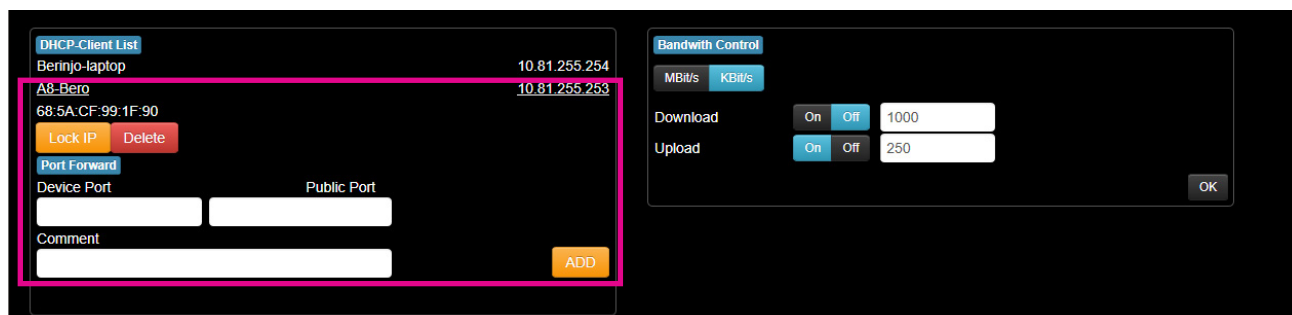 DHCP-Client List
Berinjo-laptop 10.81.255.254
A8-Bero 10.81.255.253
68:5A:CF:99:1F:90
Lock IP Delete
Port Forward
Device Port Public Port
Comment
ADD
Bandwith Control
MBit/s KBit/s
Download On Off 1000
Upload On Off 250
OK